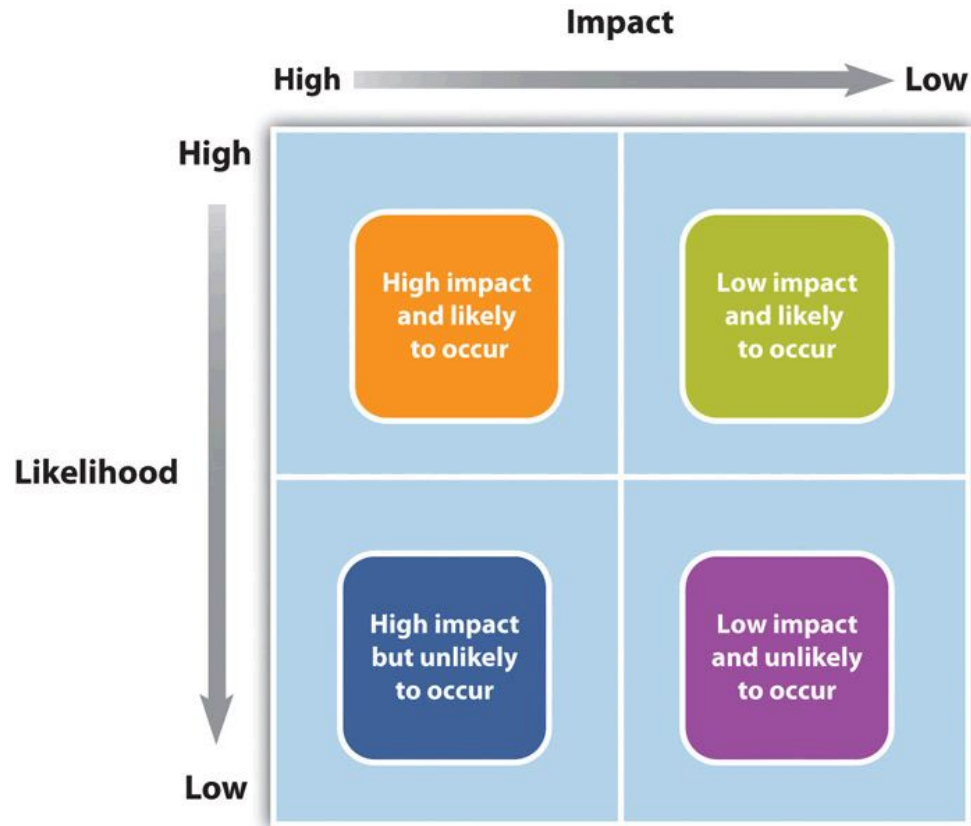 Impact
High
Low
High
High impact
and likely
to occur
Low impact
and likely
to occur
Likelihood
High impact
but unlikely
to occur
Low impact
and unlikely
to occur
Low